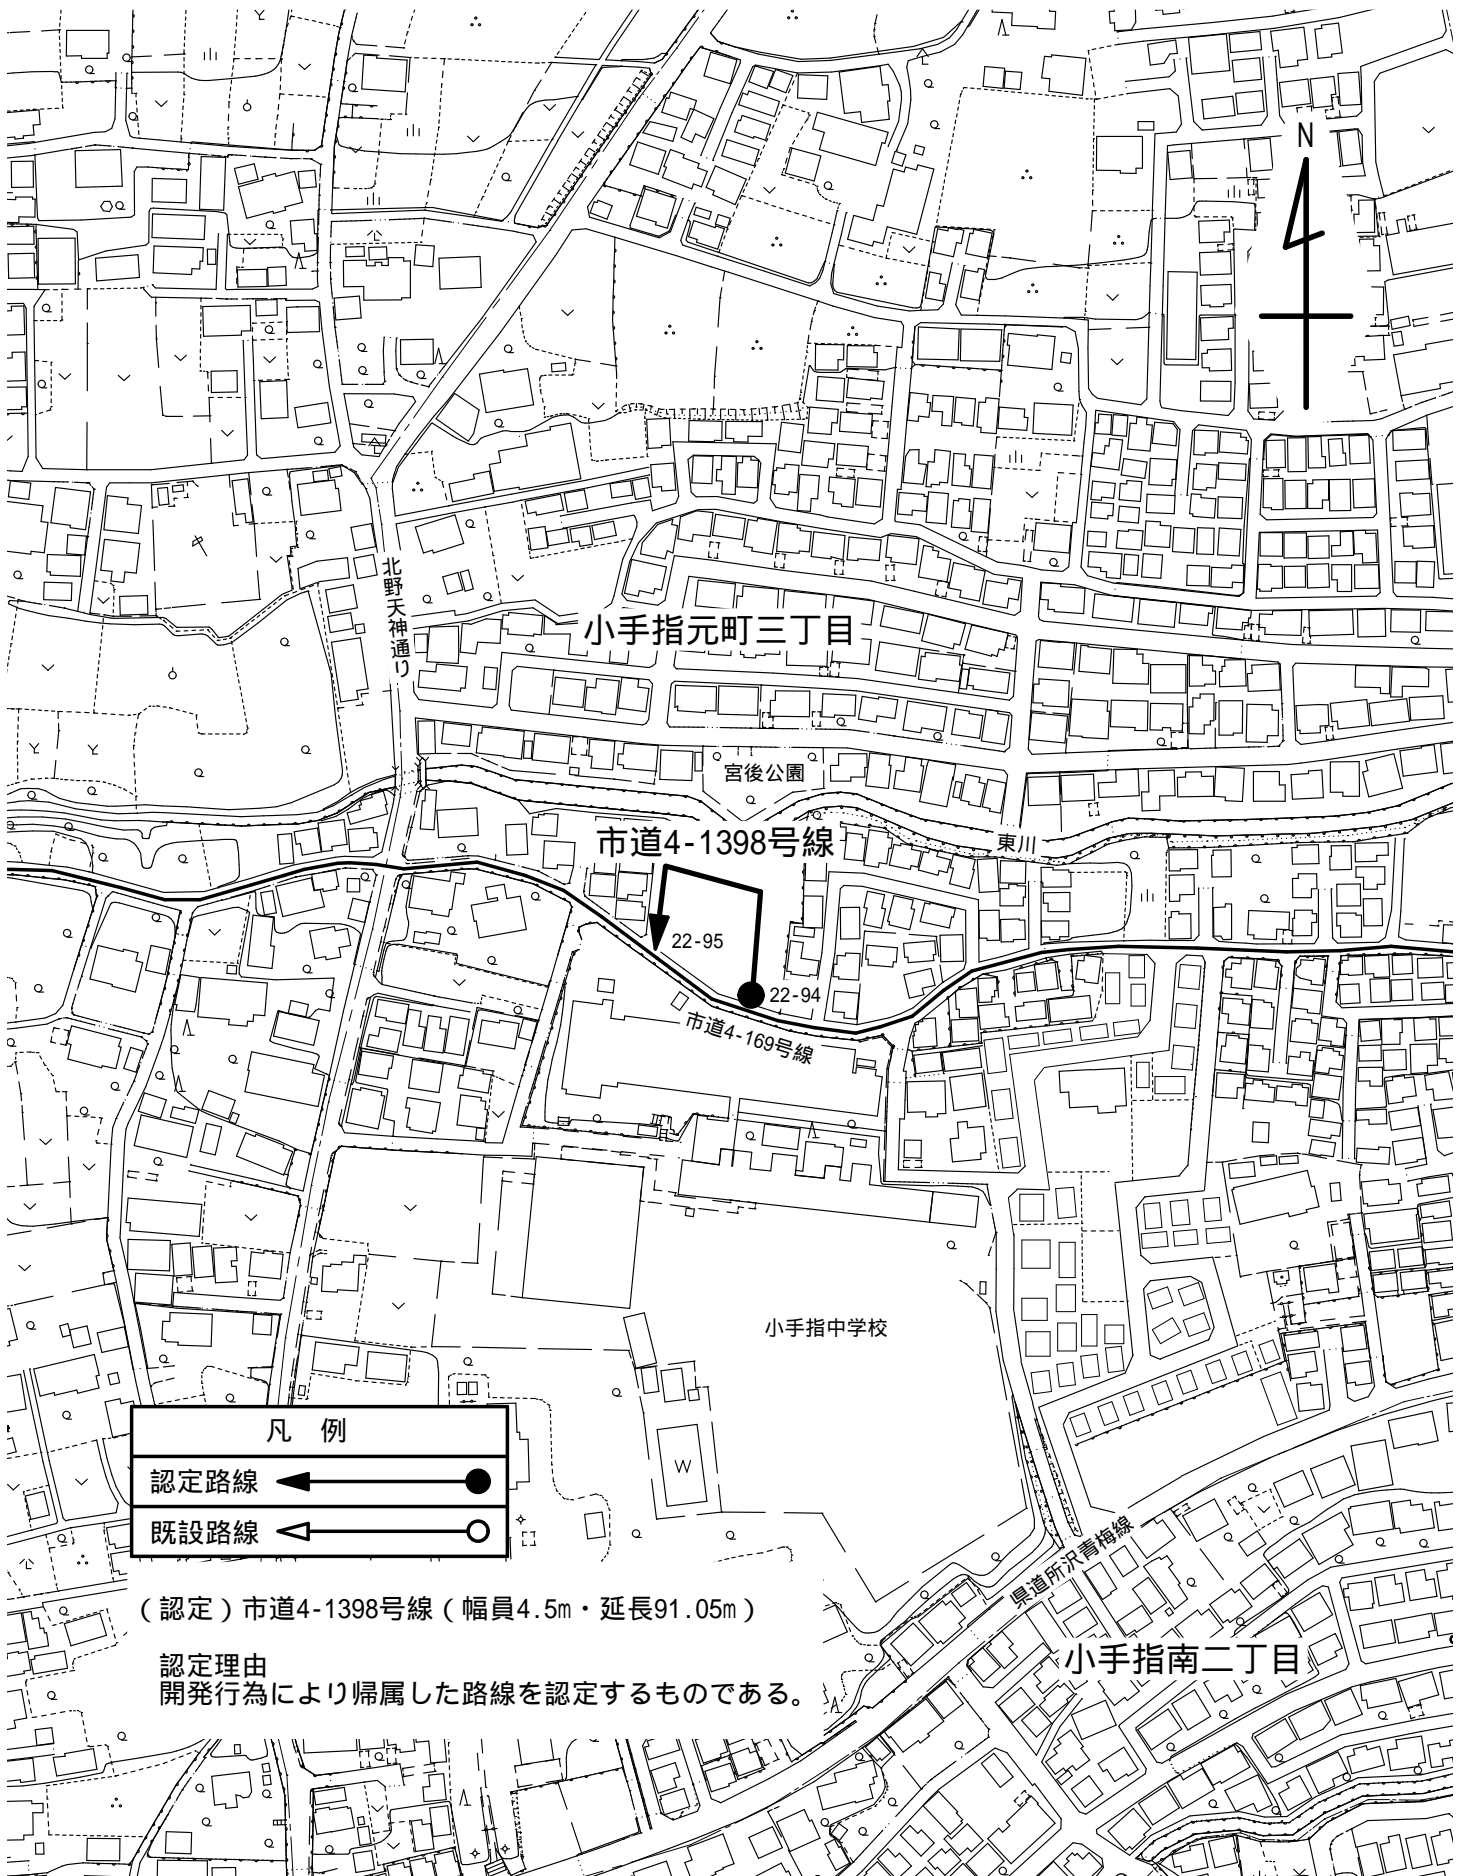 N
北野天神通り
小手指元町三丁目
宮後公園
市道4-1398号線
東川
22-95
22-94
市道4-169号線
小手指中学校
W
凡 例
認定路線
既設路線
県道所沢青梅線
(認定)市道4-1398号線(幅員4.5m・延長91.05m)
小手指南二丁目
認定理由
開発行為により帰属した路線を認定するものである。